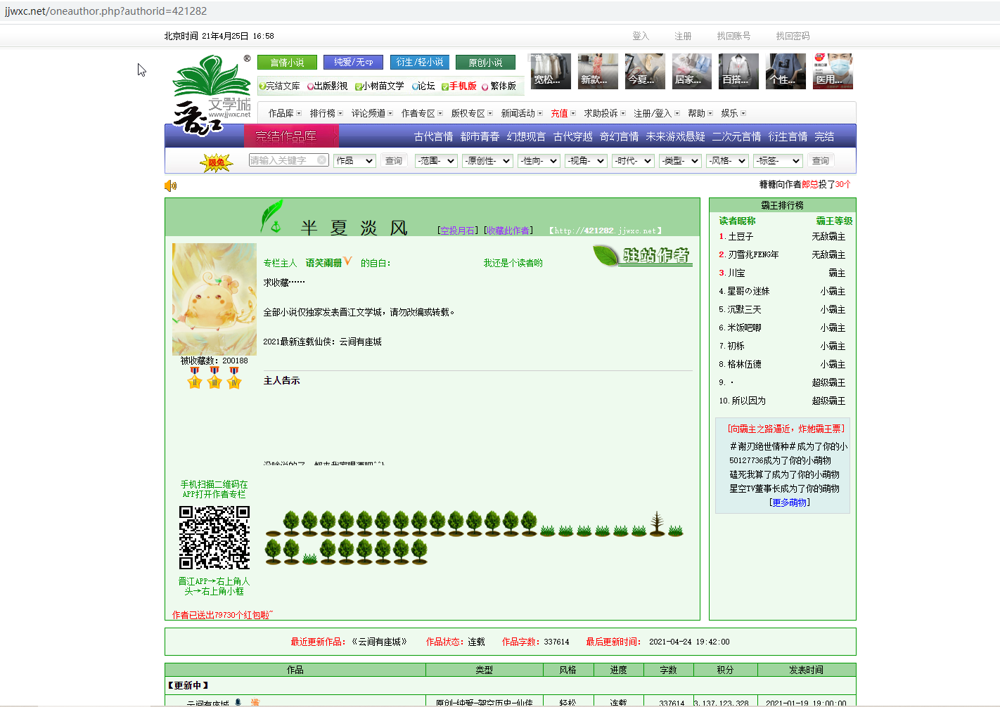 jjwxc.net/oneauthor.php?authorid=421282
北京时间 21年4月25日 16:58 登入 注册 找回账号 找回密码
言情小说 纯爱/无cp 衍生/轻小说 原创小说
广告 宽松... 新款... 今夏... 居家... 百搭... 个性... 医用...
完结文库 出版影视 小树苗文学 论坛 手机版 繁体版
晋江 文學城 www.jjwxc.net ®
作品库 排行榜 评论频道 作者专区 版权专区 新闻活动 充值 求助投诉 注册/登入 帮助 娱乐
完结作品库 古代言情 都市青春 幻想现言 古代穿越 奇幻言情 未来游戏悬疑 二次元言情 衍生言情 完结
限免 请输入关键字 作品 查询 -范围- -原创性- -性向- -视角- -时代- -类型- -风格- -标签- 查询
糖糖向作者郎总投了30个
半夏淡风 [空投月石] [收藏此作者] 【http://421282.jjwxc.net】
驻站作者
专栏主人 语笑阑珊 V 的自白: 我还是个读者哟
求收藏……
全部小说仅独家发表晋江文学城,请勿改编或转载。
2021最新连载仙侠: 云间有座城
被收藏数: 200188
II III IV
主人告示
没啥说的了,都来我家喝酒吧^^}
手机扫描二维码在
APP打开作者专栏
晋江APP→右上角人
头→右上角小框
作者已送出79730个红包啦~
霸王排行榜
读者昵称 霸王等级
1. 土豆子 无敌霸主
2. 刃雪兆FENG年 无敌霸主
3. 川宝 霸主
4. 星哥の迷妹 小霸主
5. 沉默三天 小霸主
6. 米饭吧唧 小霸主
7. 初栎 小霸主
8. 格林伍德 小霸主
9. · 超级霸王
10. 所以因为 超级霸王
[向霸主之路逼近,炸她霸王票]
#谢刃绝世情种#成为了你的小
50127736成为了你的小萌物
磕死我算了成为了你的小萌物
星空TV董事长成为了你的萌物
[更多萌物]
最近更新作品: 《云间有座城》 作品状态: 连载 作品字数: 337614 最后更新时间: 2021-04-24 19:42:00
作品 类型 风格 进度 字数 积分 发表时间
【更新中】
云间有座城 原创-纯爱-架空历史-仙侠 轻松 连载 337614 3,137,123,328 2021-01-19 19:00:00